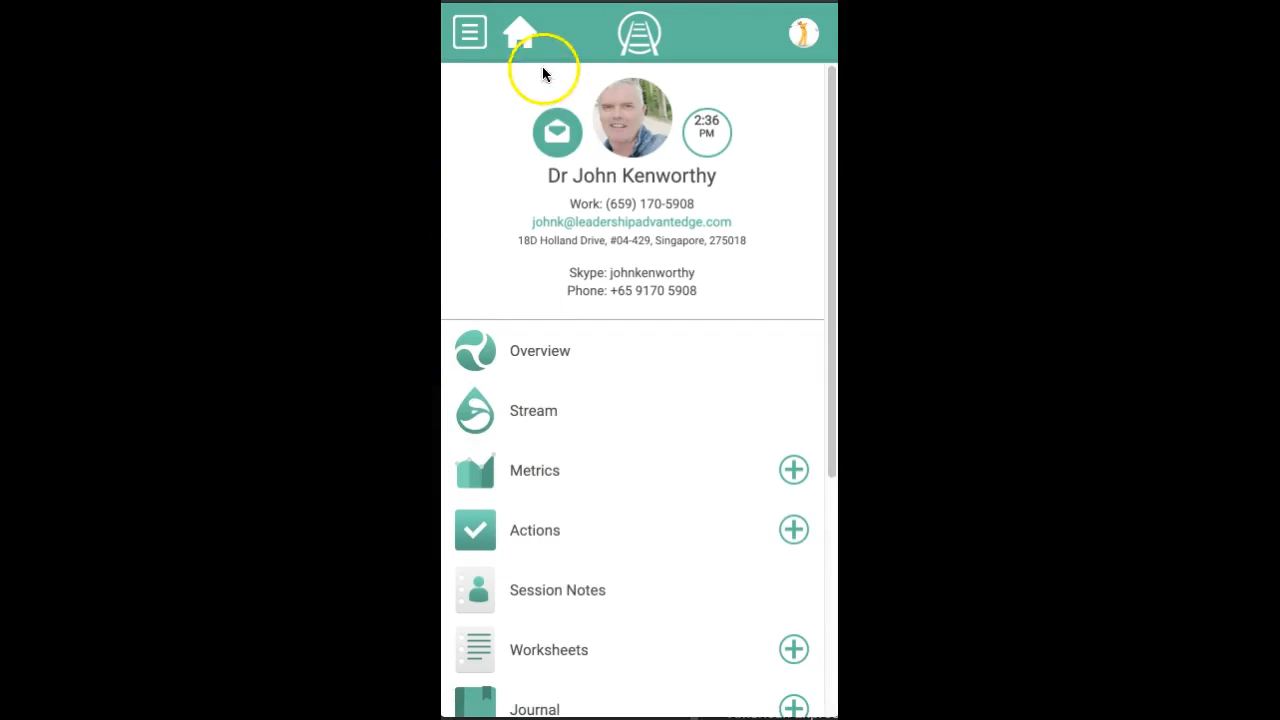 2:36
PM
Dr John Kenworthy
Work: (659) 170-5908
johnk@leadershipadvantedge.com
18D Holland Drive, #04-429, Singapore, 275018
Skype: johnkenworthy
Phone: +65 9170 5908
Overview
Stream
Metrics
Actions
Session Notes
Worksheets
Journal